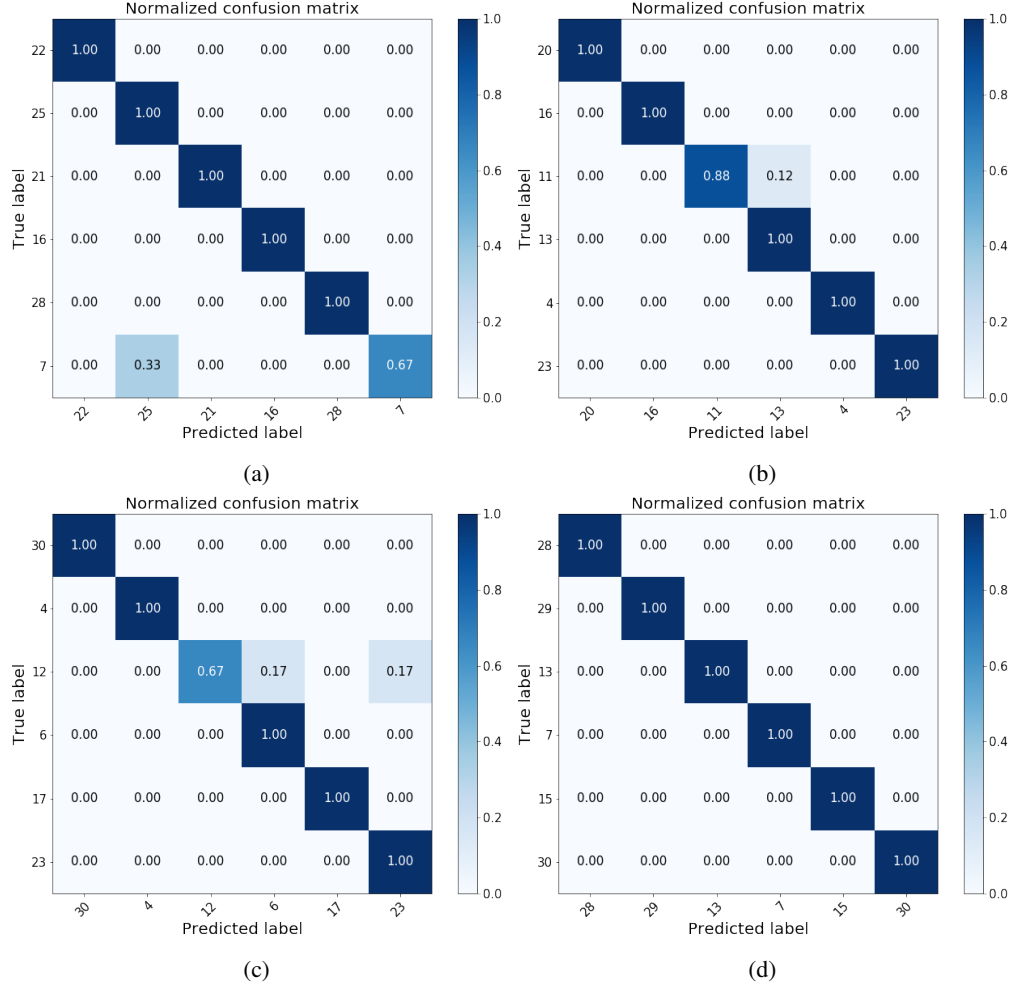 Normalized confusion matrix
22 1.00 0.00 0.00 0.00 0.00 0.00
25 0.00 1.00 0.00 0.00 0.00 0.00
21 0.00 0.00 1.00 0.00 0.00 0.00
16 0.00 0.00 0.00 1.00 0.00 0.00
28 0.00 0.00 0.00 0.00 1.00 0.00
7 0.00 0.33 0.00 0.00 0.00 0.67
22 25 21 16 28 7
True label
Predicted label
1.0
0.8
0.6
0.4
0.2
0.0
(a)
Normalized confusion matrix
20 1.00 0.00 0.00 0.00 0.00 0.00
16 0.00 1.00 0.00 0.00 0.00 0.00
11 0.00 0.00 0.88 0.12 0.00 0.00
13 0.00 0.00 0.00 1.00 0.00 0.00
4 0.00 0.00 0.00 0.00 1.00 0.00
23 0.00 0.00 0.00 0.00 0.00 1.00
20 16 11 13 4 23
True label
Predicted label
1.0
0.8
0.6
0.4
0.2
0.0
(b)
Normalized confusion matrix
30 1.00 0.00 0.00 0.00 0.00 0.00
4 0.00 1.00 0.00 0.00 0.00 0.00
12 0.00 0.00 0.67 0.17 0.00 0.17
6 0.00 0.00 0.00 1.00 0.00 0.00
17 0.00 0.00 0.00 0.00 1.00 0.00
23 0.00 0.00 0.00 0.00 0.00 1.00
30 4 12 6 17 23
True label
Predicted label
1.0
0.8
0.6
0.4
0.2
0.0
(c)
Normalized confusion matrix
28 1.00 0.00 0.00 0.00 0.00 0.00
29 0.00 1.00 0.00 0.00 0.00 0.00
13 0.00 0.00 1.00 0.00 0.00 0.00
7 0.00 0.00 0.00 1.00 0.00 0.00
15 0.00 0.00 0.00 0.00 1.00 0.00
30 0.00 0.00 0.00 0.00 0.00 1.00
28 29 13 7 15 30
True label
Predicted label
1.0
0.8
0.6
0.4
0.2
0.0
(d)